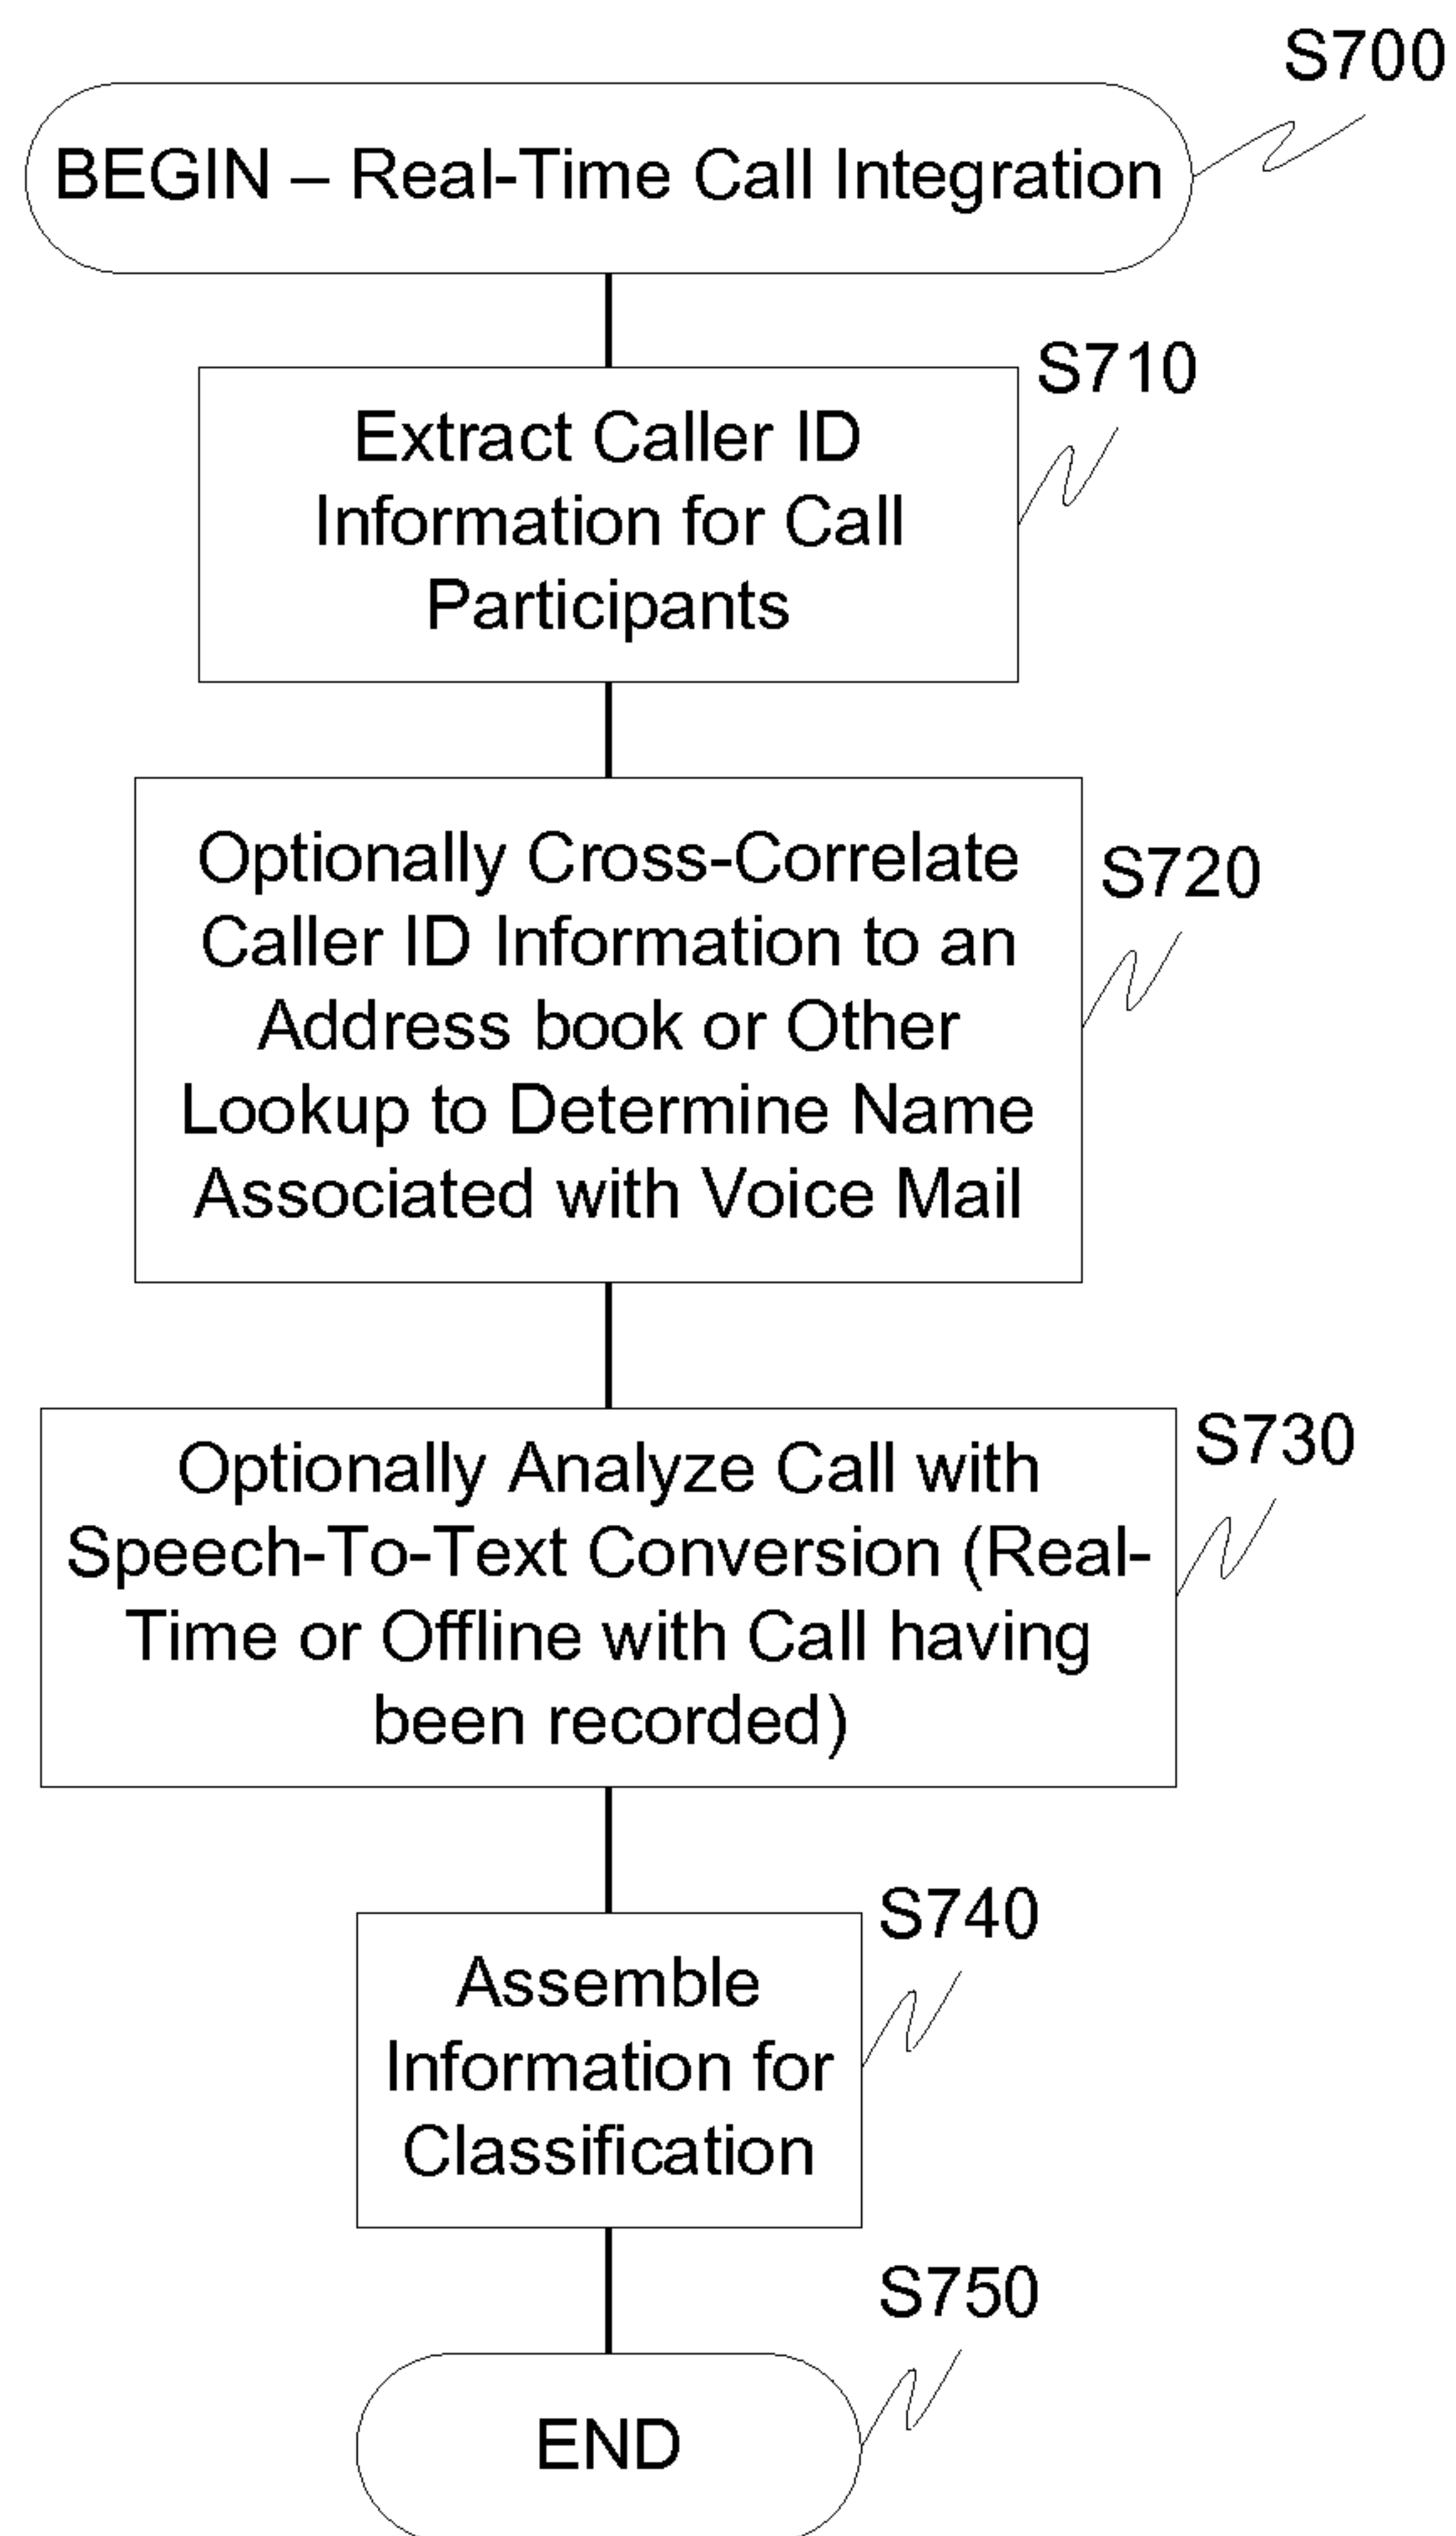 S700
BEGIN – Real-Time Call Integration
S710
Extract Caller ID
Information for Call
Participants
S720
Optionally Cross-Correlate
Caller ID Information to an
Address book or Other
Lookup to Determine Name
Associated with Voice Mail
S730
Optionally Analyze Call with
Speech-To-Text Conversion (Real-
Time or Offline with Call having
been recorded)
S740
Assemble
Information for
Classification
S750
END